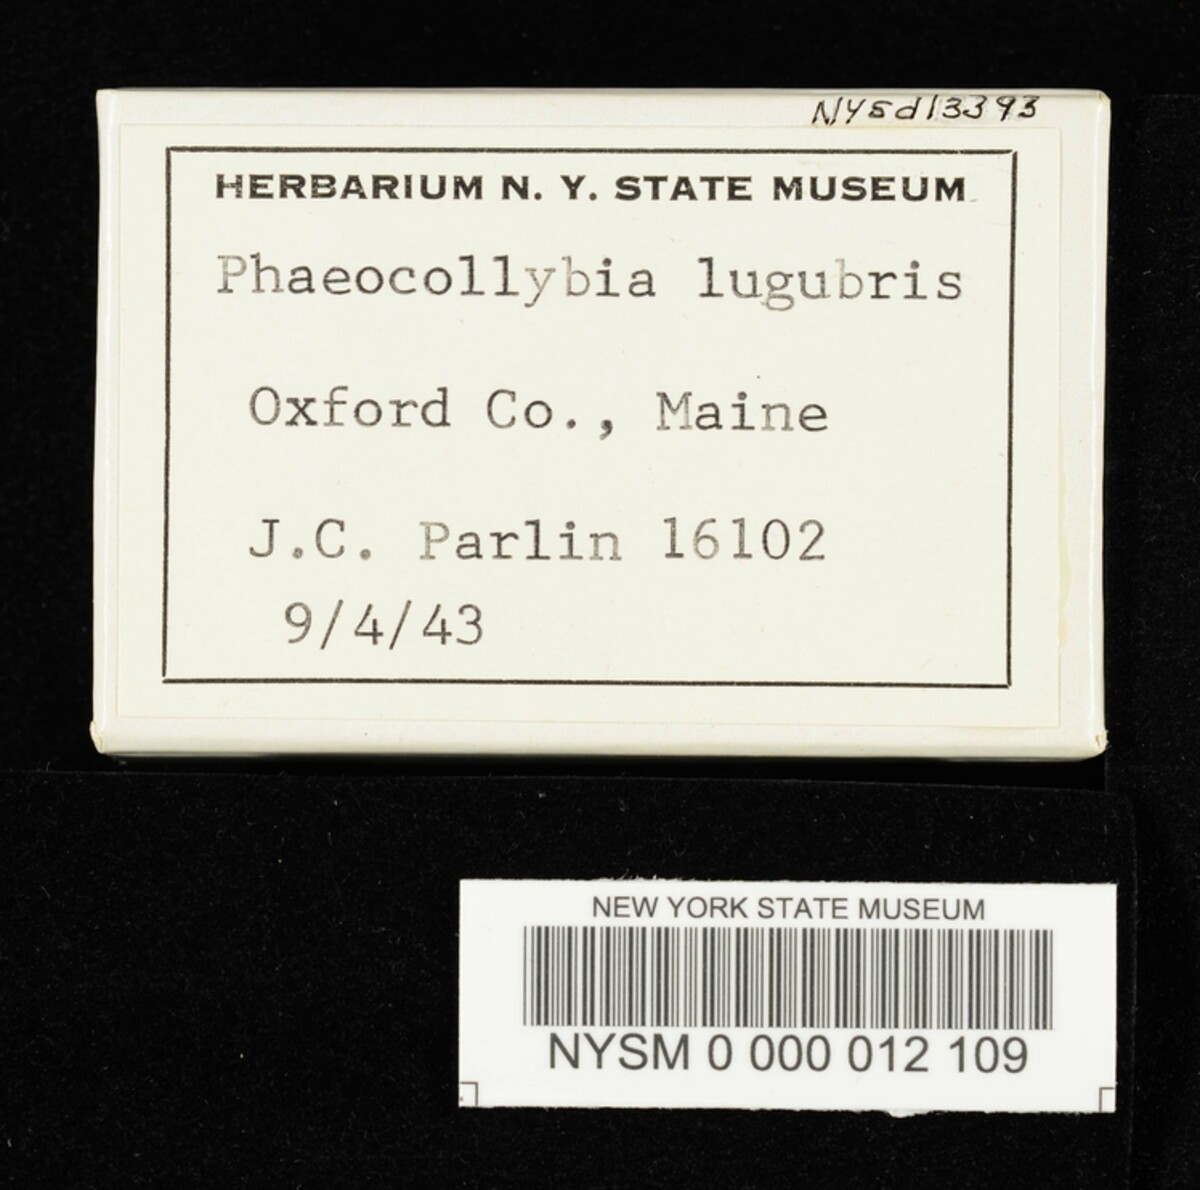 NYSd13393
HERBARIUM N. Y. STATE MUSEUM
Phaeocollybia lugubris
Oxford Co., Maine
J.C. Parlin 16102
9/4/43
NEW YORK STATE MUSEUM
NYSM 0 000 012 109